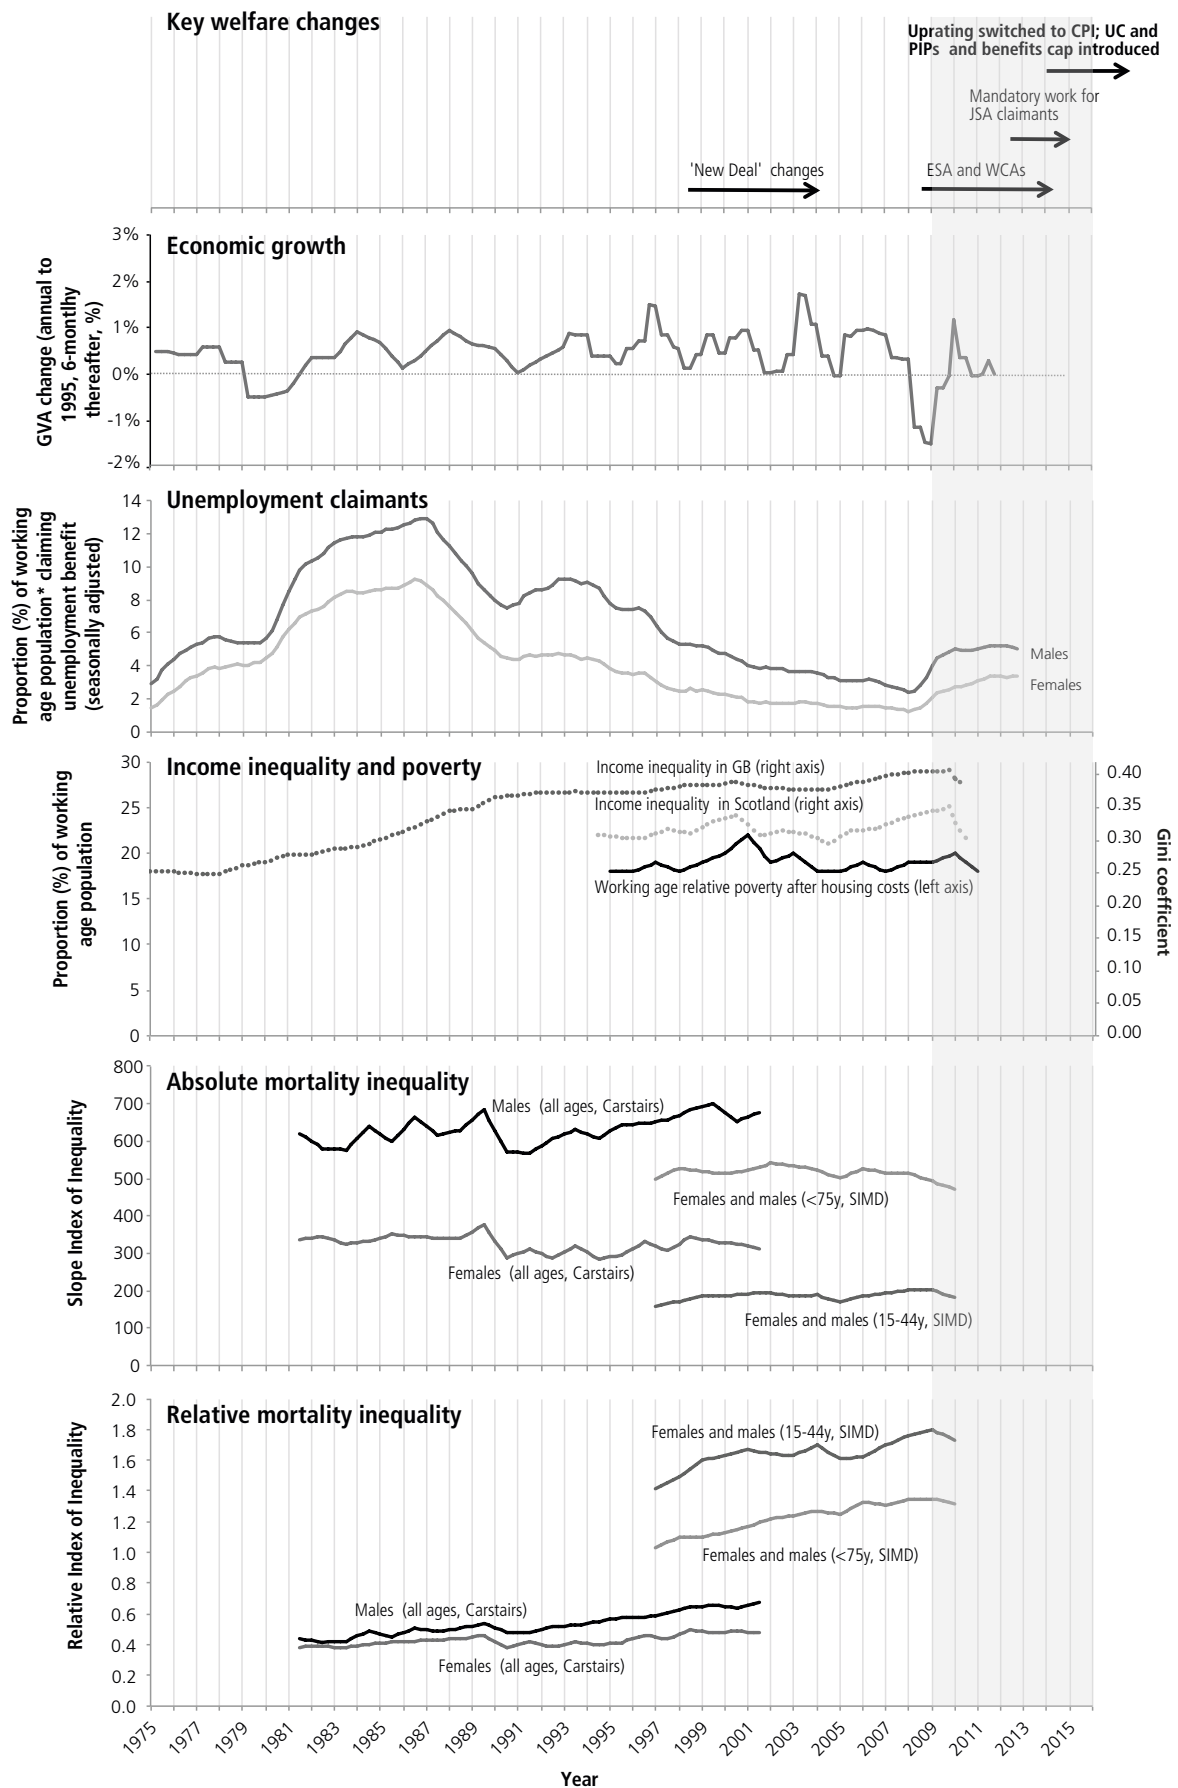 Key welfare changes
Uprating switched to CPI; UC and
PIPs and benefits cap introduced
Mandatory work for
JSA claimants
'New Deal' changes
ESA and WCAs
Economic growth
GVA change (annual to
1995, 6-montlhy
thereafter, %)
3%
2%
1%
0%
-1%
-2%
Unemployment claimants
Proportion (%) of working
age population* claiming
unemployment benefit
(seasonally adjusted)
14
12
10
8
6
4
2
0
Males
Females
Income inequality and poverty
Proportion (%) of working
age population
30
25
20
15
10
5
0
Income inequality in GB (right axis)
Income inequality in Scotland (right axis)
Working age relative poverty after housing costs (left axis)
0.40
0.35
0.30
0.25
0.20
0.15
0.10
0.05
0.00
Gini coefficient
Absolute mortality inequality
Slope Index of Inequality
800
700
600
500
400
300
200
100
0
Males (all ages, Carstairs)
Females and males (<75y, SIMD)
Females (all ages, Carstairs)
Females and males (15-44y, SIMD)
Relative mortality inequality
Relative Index of Inequality
2.0
1.8
1.6
1.4
1.2
1.0
0.8
0.6
0.4
0.2
0.0
Females and males (15-44y, SIMD)
Females and males (<75y, SIMD)
Males (all ages, Carstairs)
Females (all ages, Carstairs)
1975
1977
1979
1981
1983
1985
1987
1989
1991
1993
1995
1997
1999
2001
2003
2005
2007
2009
2011
2013
2015
Year